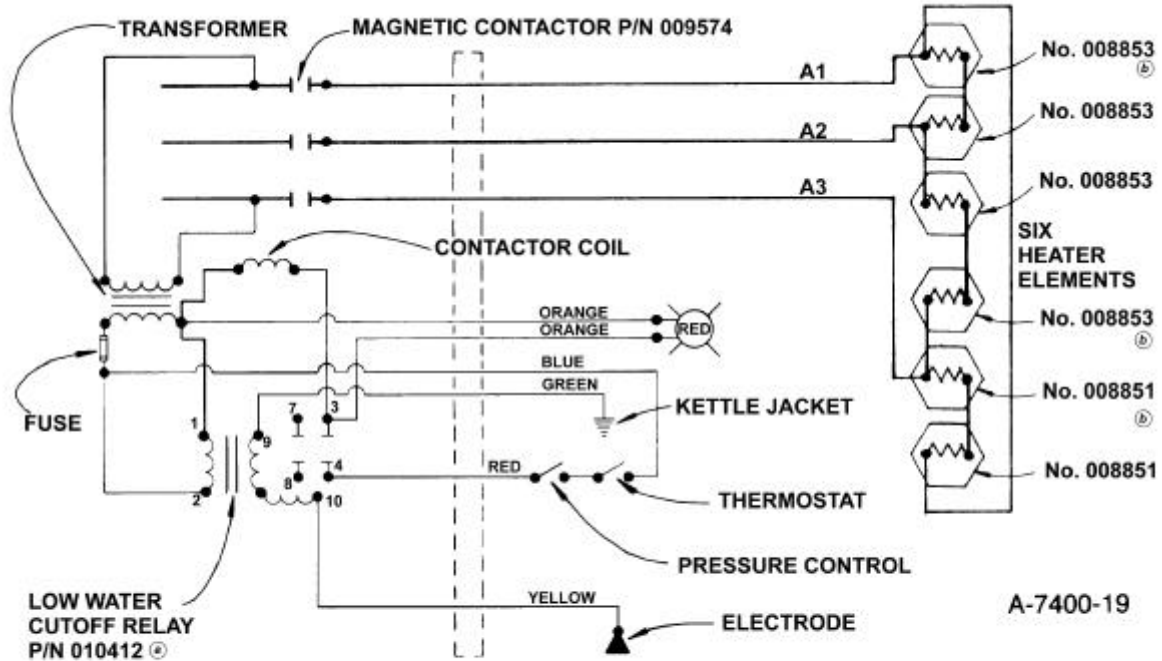 TRANSFORMER
MAGNETIC CONTACTOR P/N 009574
A1
A2
A3
No. 008853
ⓑ
No. 008853
No. 008853
SIX
HEATER
ELEMENTS
No. 008853
ⓑ
No. 008851
ⓑ
No. 008851
CONTACTOR COIL
ORANGE
ORANGE
RED
BLUE
GREEN
FUSE
KETTLE JACKET
1
2
9
10
7
3
8
4
RED
THERMOSTAT
PRESSURE CONTROL
YELLOW
ELECTRODE
LOW WATER
CUTOFF RELAY
P/N 010412 ⓐ
A-7400-19